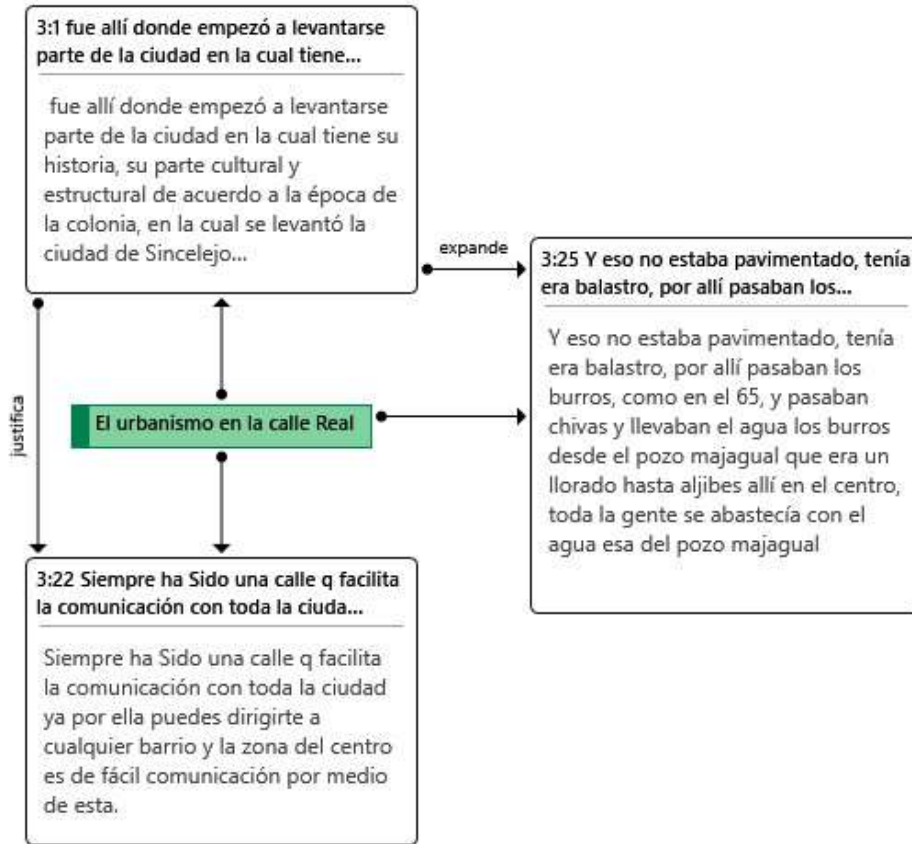 3:1 fue allí donde empezó a levantarse
parte de la ciudad en la cual tiene...
fue allí donde empezó a levantarse
parte de la ciudad en la cual tiene su
historia, su parte cultural y
estructural de acuerdo a la época de
la colonia, en la cual se levantó la
ciudad de Sincelejo...
expande
3:25 Y eso no estaba pavimentado, tenía
era balastro, por allí pasaban los...
Y eso no estaba pavimentado, tenía
era balastro, por allí pasaban los
burros, como en el 65, y pasaban
chivas y llevaban el agua los burros
desde el pozo majagual que era un
llorado hasta aljibes allí en el centro,
toda la gente se abastecía con el
agua esa del pozo majagual
El urbanismo en la calle Real
justifica
3:22 Siempre ha Sido una calle q facilita
la comunicación con toda la ciuda...
Siempre ha Sido una calle q facilita
la comunicación con toda la ciudad
ya por ella puedes dirigirte a
cualquier barrio y la zona del centro
es de fácil comunicación por medio
de esta.